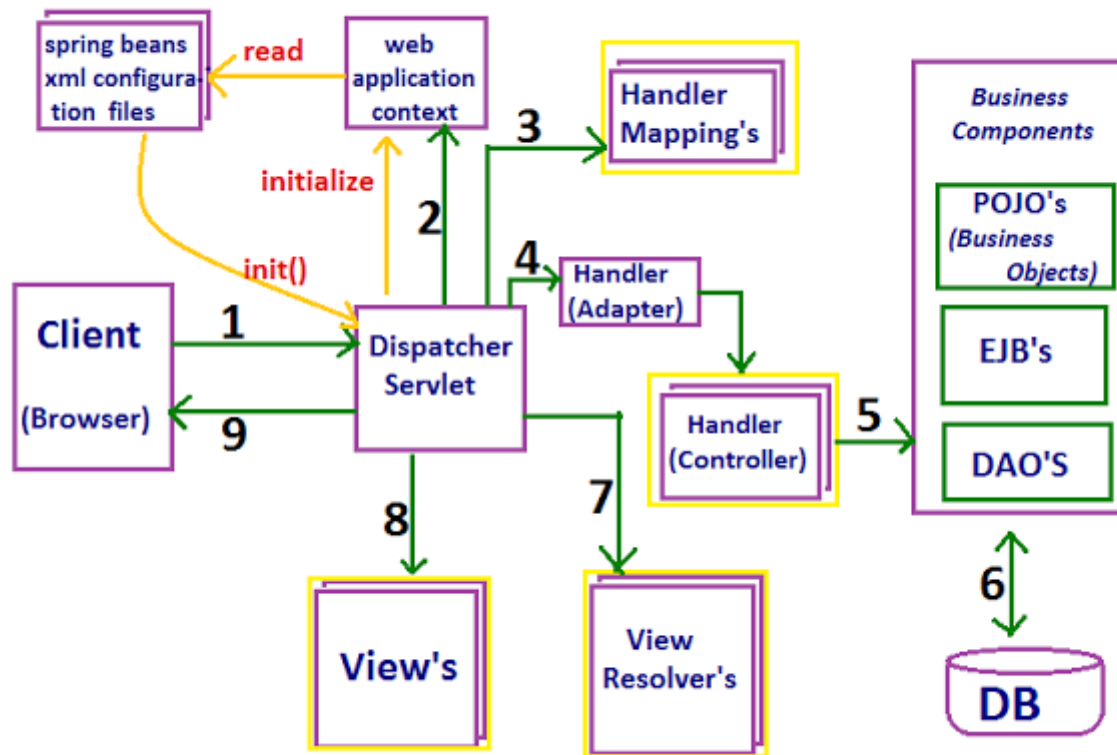 spring beans
xml configura-
tion files
read
web
application
context
initialize
init()
2
3
Handler
Mapping's
Business
Components
POJO's
(Business
Objects)
EJB's
DAO'S
4
Handler
(Adapter)
Client
(Browser)
1
9
Dispatcher
Servlet
Handler
(Controller)
5
6
DB
7
8
View's
View
Resolver's